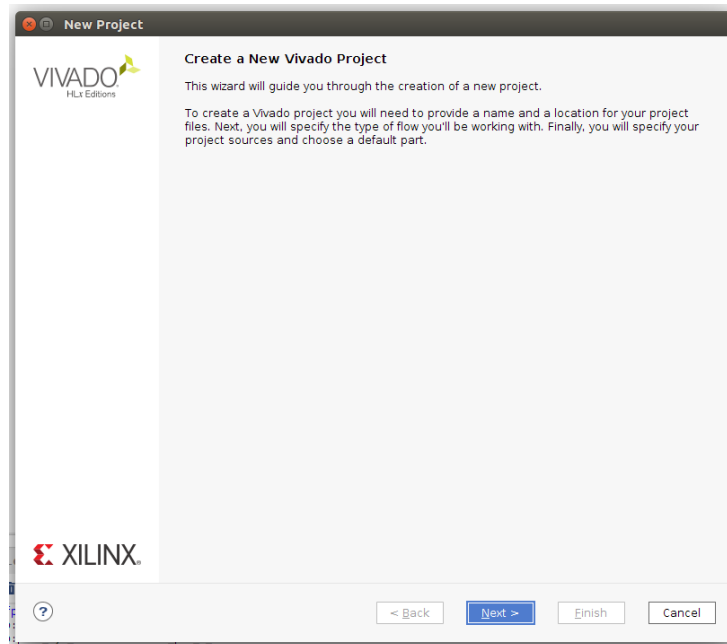 New Project
VIVADO.
HLx Editions
Create a New Vivado Project
This wizard will guide you through the creation of a new project.
To create a Vivado project you will need to provide a name and a location for your project
files. Next, you will specify the type of flow you'll be working with. Finally, you will specify your
project sources and choose a default part.
XILINX.
?
< Back
Next >
Finish
Cancel